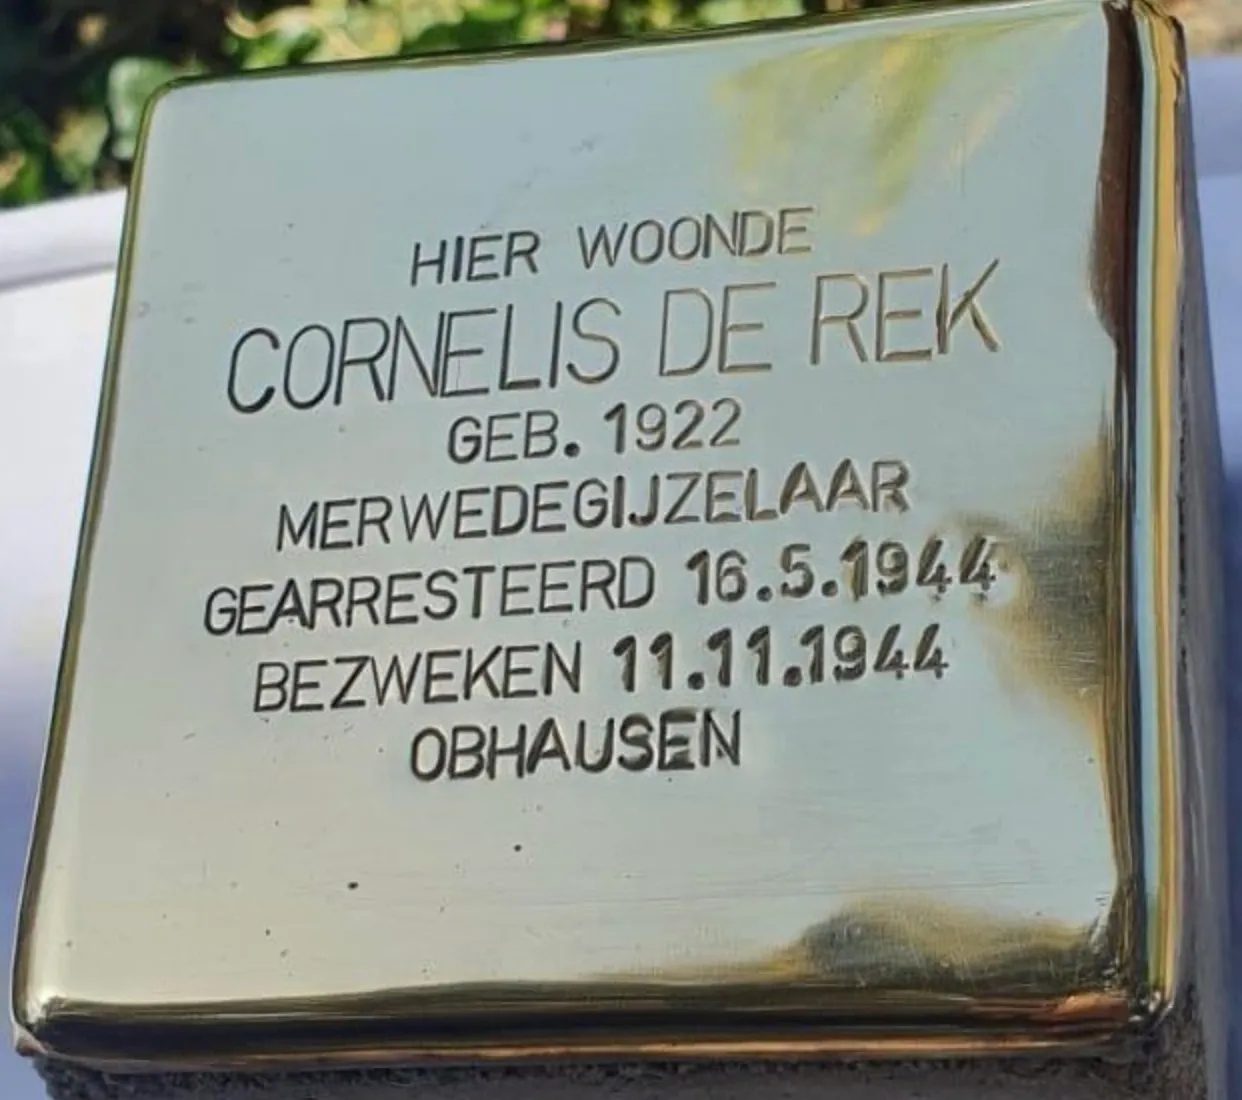 HIER WOONDE
CORNELIS DE REK
GEB. 1922
MERWEDEGIJZELAAR
GEARRESTEERD 16.5.1944
BEZWEKEN 11.11.1944
OBHAUSEN